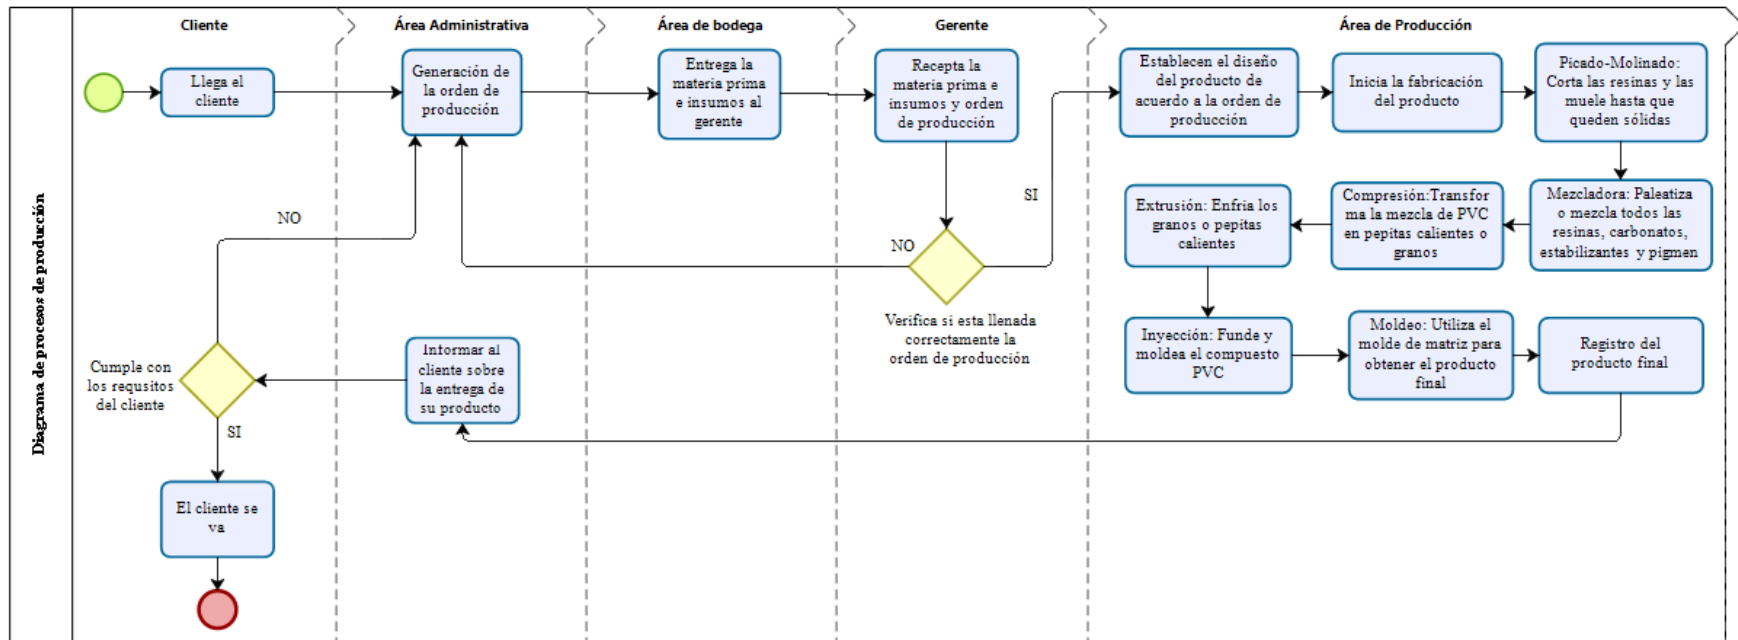 Diagrama de procesos de producción
Cliente
Área Administrativa
Área de bodega
Gerente
Área de Producción
Llega el
cliente
Generación de
la orden de
producción
Entrega la
materia prima
e insumos al
gerente
Recepta la
materia prima e
insumos y orden
de producción
Establecen el diseño
del producto de
acuerdo a la orden de
producción
Inicia la fabricación
del producto
Picado-Molinado:
Corta las resinas y las
muele hasta que
queden sólidas
SI
NO
NO
Extrusión: Enfria los
granos o pepitas
calientes
Compresión:Transfor
ma la mezcla de PVC
en pepitas calientes o
granos
Mezcladora: Paleatiza
o mezcla todos las
resinas, carbonatos,
estabilizantes y pigmen
Verifica si esta llenada
correctamente la
orden de producción
Inyección: Funde y
moldea el compuesto
PVC
Moldeo: Utiliza el
molde de matriz para
obtener el producto
final
Registro del
producto final
Informar al
cliente sobre
la entrega de
su producto
Cumple con
los requsitos
del cliente
SI
El cliente se
va